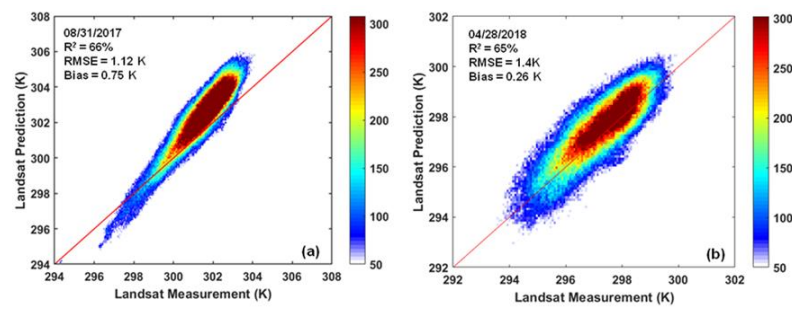 08/31/2017
R² = 66%
RMSE = 1.12 K
Bias = 0.75 K
Landsat Prediction (K)
308
306
304
302
300
298
296
294
294 296 298 300 302 304 306 308
Landsat Measurement (K)
(a)
300
250
200
150
100
50
04/28/2018
R² = 65%
RMSE = 1.4K
Bias = 0.26 K
Landsat Prediction (K)
302
300
298
296
294
292
292 294 296 298 300 302
Landsat Measurement (K)
(b)
300
250
200
150
100
50